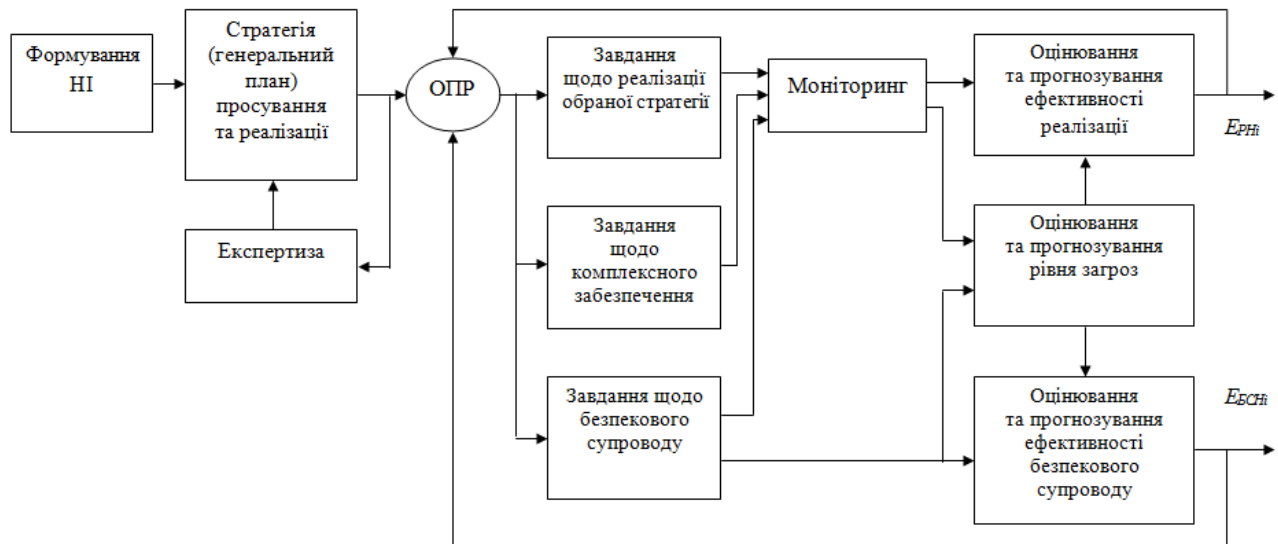 Формування
НІ
Стратегія
(генеральний
план)
просування
та реалізації
Експертиза
ОПР
Завдання
щодо реалізації
обраної стратегії
Завдання
щодо
комплексного
забезпечення
Завдання щодо
безпекового
супроводу
Моніторинг
Оцінювання
та прогнозування
ефективності
реалізації
Оцінювання
та прогнозування
рівня загроз
Оцінювання
та прогнозування
ефективності
безпекового
супроводу
EРНі
EБСНі